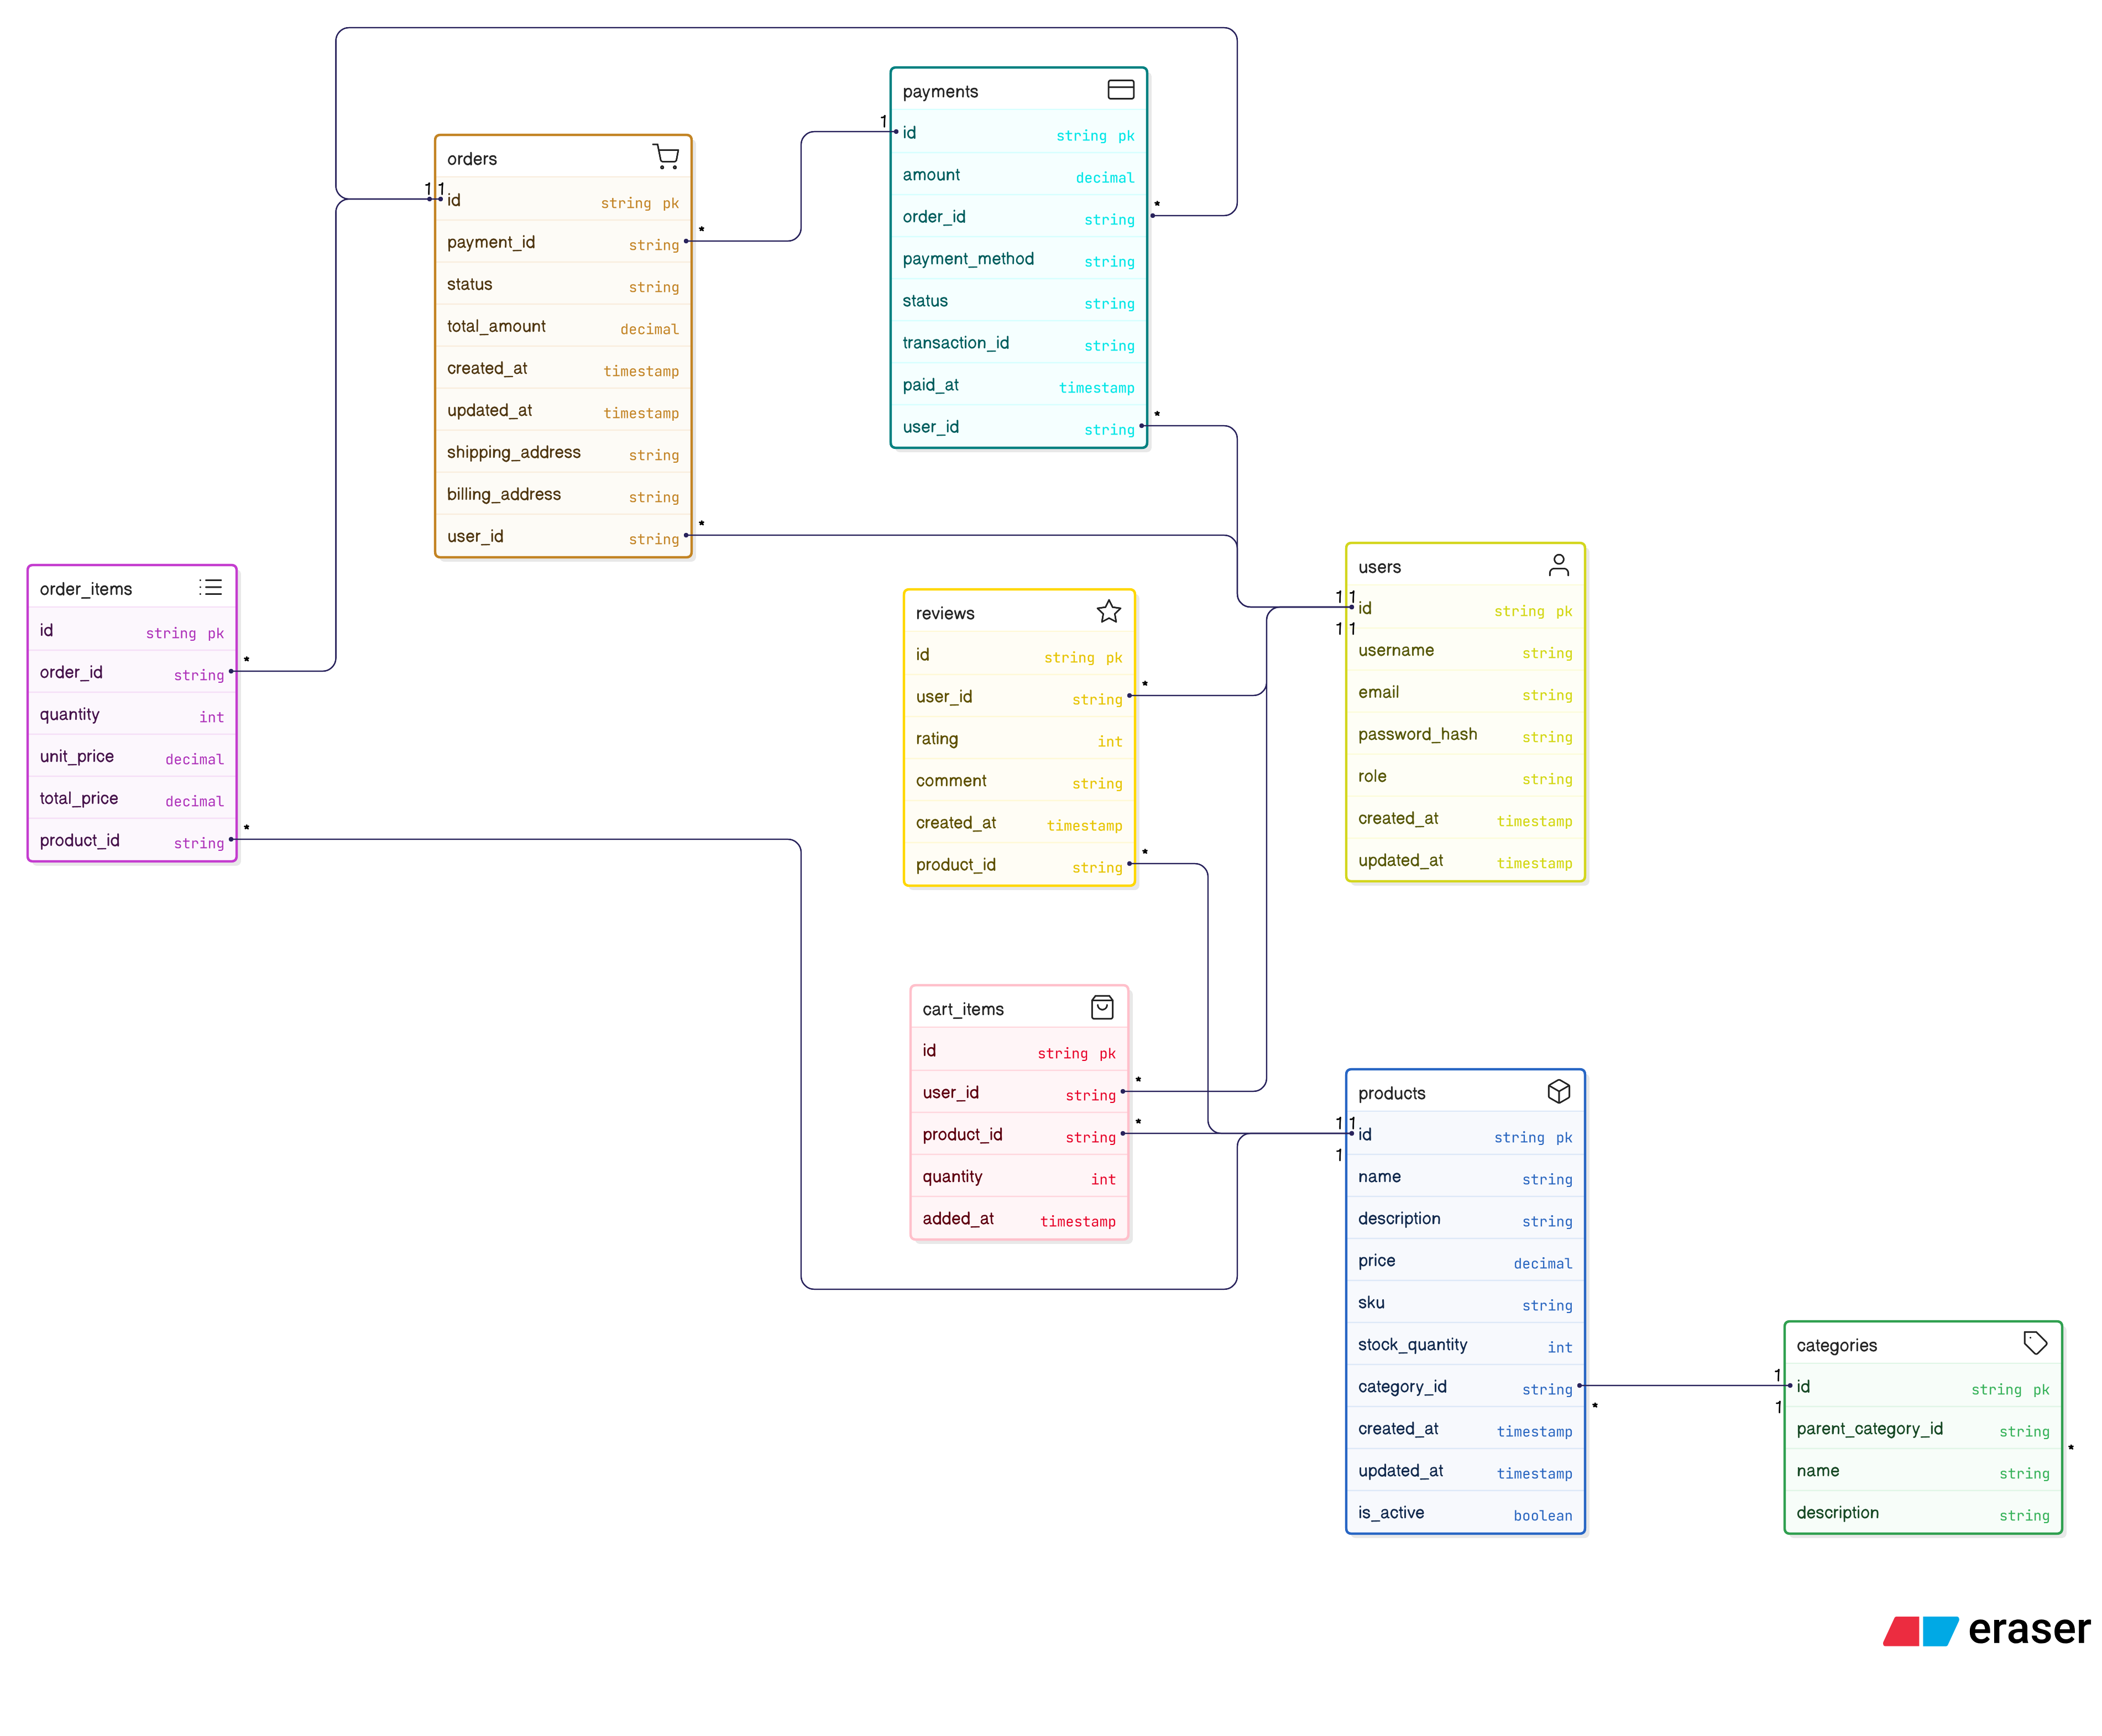 payments
1
id string pk
amount decimal
*
order_id string
payment_method string
status string
transaction_id string
paid_at timestamp
*
user_id string
orders
1 1
id string pk
*
payment_id string
status string
total_amount decimal
created_at timestamp
updated_at timestamp
shipping_address string
billing_address string
*
user_id string
order_items
id string pk
*
order_id string
quantity int
unit_price decimal
total_price decimal
*
product_id string
reviews
id string pk
*
user_id string
rating int
comment string
created_at timestamp
*
product_id string
users
1 1
id string pk
1 1
username string
email string
password_hash string
role string
created_at timestamp
updated_at timestamp
cart_items
id string pk
*
user_id string
*
product_id string
quantity int
added_at timestamp
products
1 1
id string pk
1
name string
description string
price decimal
sku string
stock_quantity int
category_id string
*
created_at timestamp
updated_at timestamp
is_active boolean
categories
1
id string pk
1
parent_category_id string
*
name string
description string
eraser